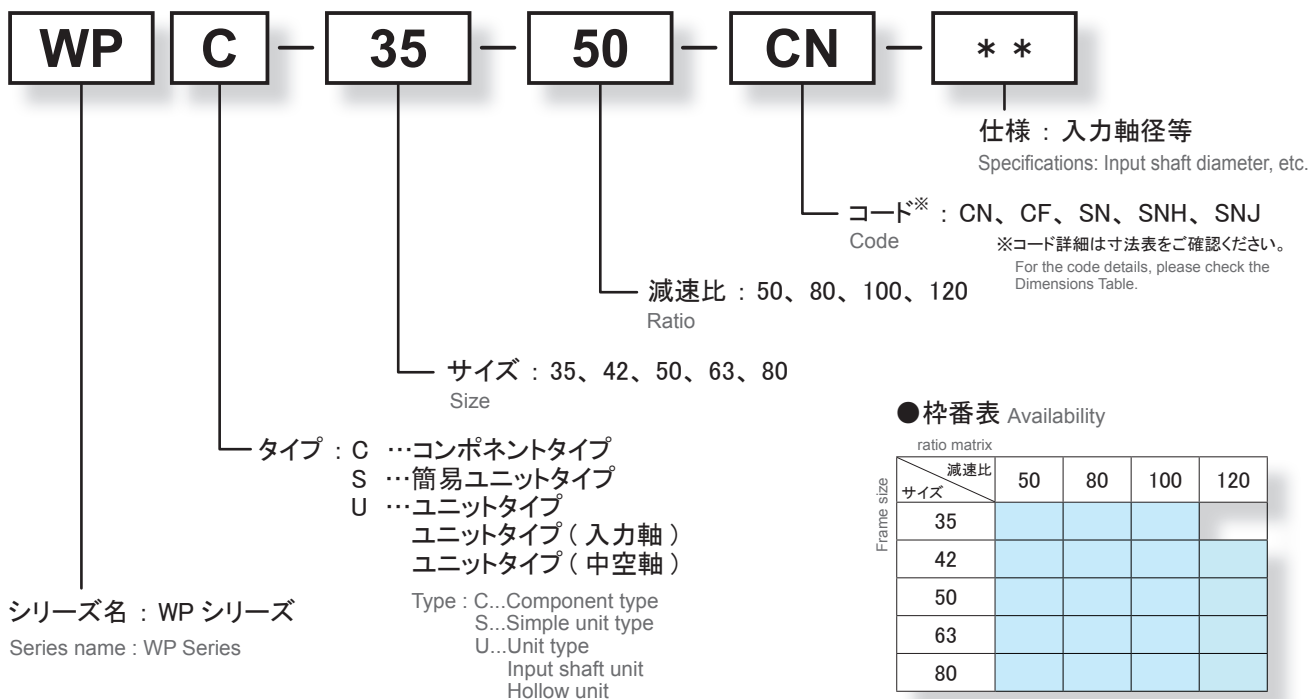 WP C – 35 – 50 – CN – ＊＊
仕様 : 入力軸径等
Specifications: Input shaft diameter, etc.
コード※ : CN、CF、SN、SNH、SNJ
Code
※コード詳細は寸法表をご確認ください。
For the code details, please check the
Dimensions Table.
減速比 : 50、80、100、120
Ratio
サイズ : 35、42、50、63、80
Size
タイプ : C …コンポネントタイプ
S …簡易ユニットタイプ
U …ユニットタイプ
ユニットタイプ ( 入力軸 )
ユニットタイプ ( 中空軸 )
Type : C...Component type
S...Simple unit type
U...Unit type
Input shaft unit
Hollow unit
シリーズ名 : WP シリーズ
Series name : WP Series
●枠番表 Availability
ratio matrix
Frame size
減速比
サイズ
50 80 100 120
35
42
50
63
80